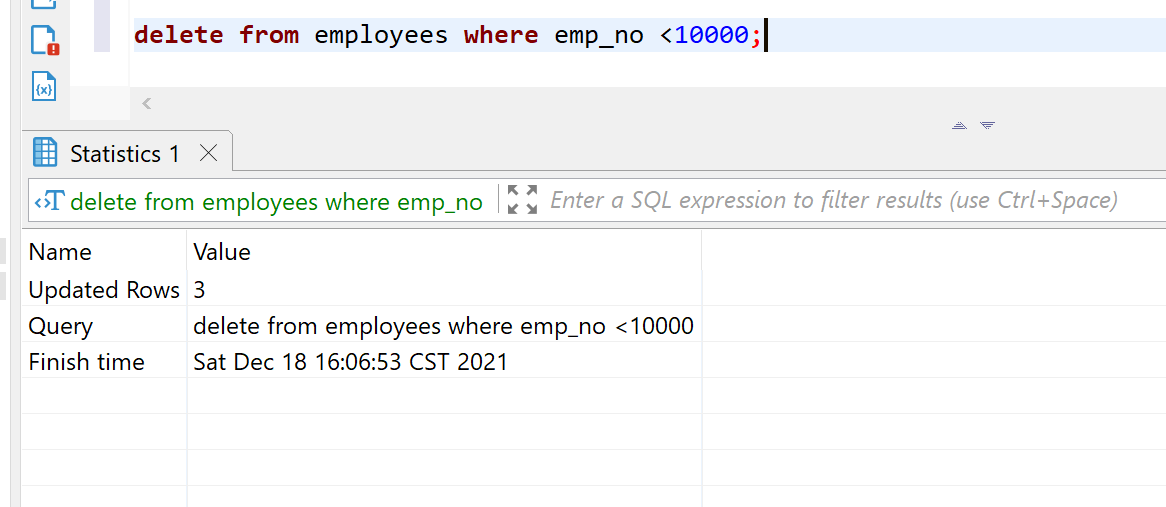 delete from employees where emp_no <10000;
Statistics 1
delete from employees where emp_no
Enter a SQL expression to filter results (use Ctrl+Space)
Name Value
Updated Rows 3
Query delete from employees where emp_no <10000
Finish time Sat Dec 18 16:06:53 CST 2021